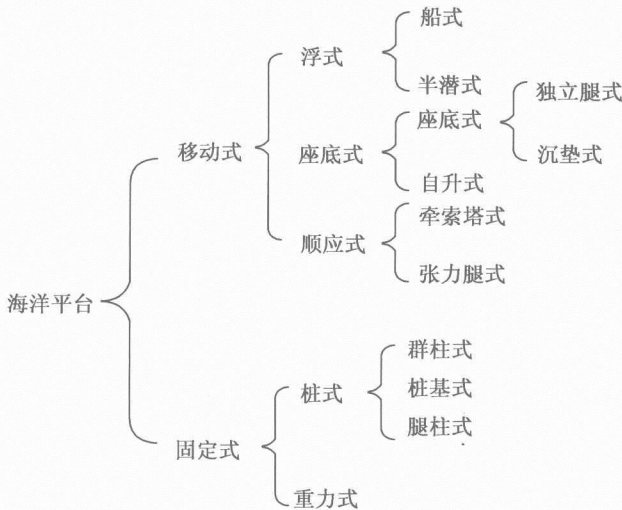 船式
浮式
半潜式
独立腿式
座底式
移动式
座底式
沉垫式
自升式
牵索塔式
顺应式
张力腿式
海洋平台
群柱式
桩式
桩基式
腿柱式
固定式
重力式